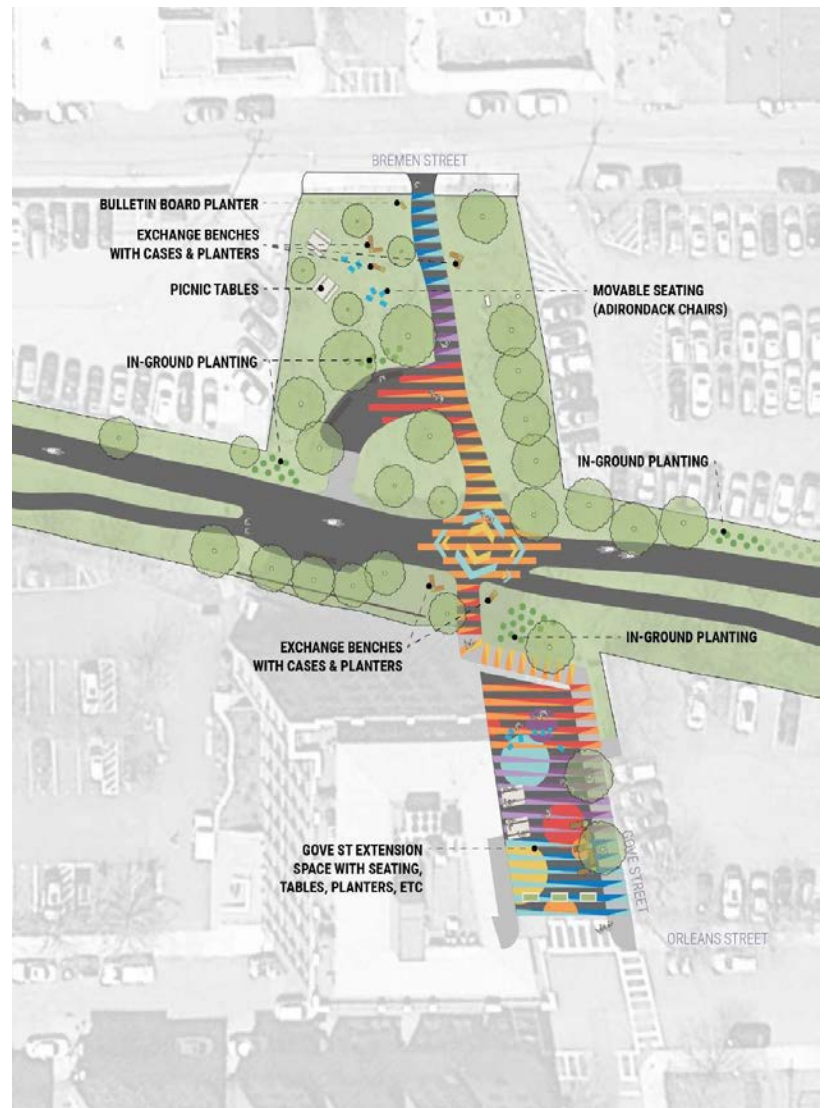 BREMEN STREET
BULLETIN BOARD PLANTER
EXCHANGE BENCHES
WITH CASES & PLANTERS
PICNIC TABLES
MOVABLE SEATING
(ADIRONDACK CHAIRS)
IN-GROUND PLANTING
IN-GROUND PLANTING
EXCHANGE BENCHES
WITH CASES & PLANTERS
IN-GROUND PLANTING
GOVE ST EXTENSION
SPACE WITH SEATING,
TABLES, PLANTERS, ETC
GOVE STREET
ORLEANS STREET